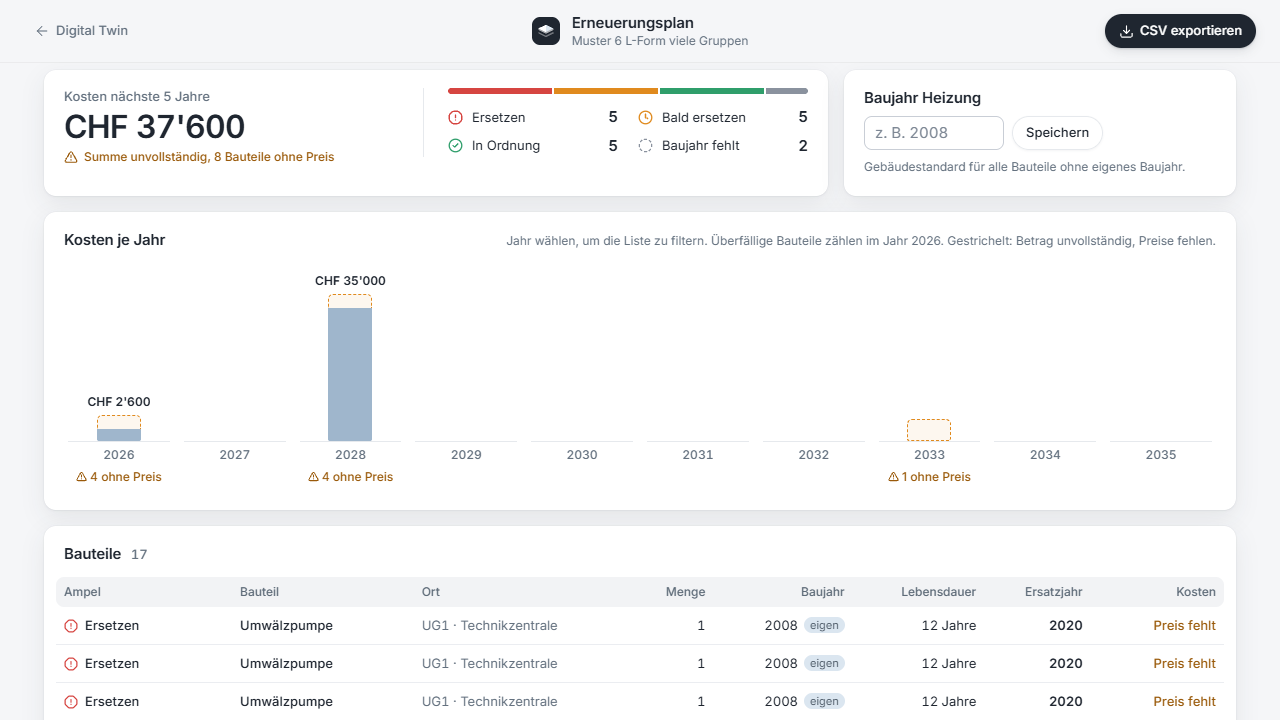 Digital Twin
Erneuerungsplan
Muster 6 L-Form viele Gruppen
CSV exportieren
Kosten nächste 5 Jahre
CHF 37'600
Summe unvollständig, 8 Bauteile ohne Preis
Ersetzen 5
Bald ersetzen 5
In Ordnung 5
Baujahr fehlt 2
Baujahr Heizung
z. B. 2008
Speichern
Gebäudestandard für alle Bauteile ohne eigenes Baujahr.
Kosten je Jahr
Jahr wählen, um die Liste zu filtern. Überfällige Bauteile zählen im Jahr 2026. Gestrichelt: Betrag unvollständig, Preise fehlen.
CHF 35'000
CHF 2'600
2026 2027 2028 2029 2030 2031 2032 2033 2034 2035
4 ohne Preis 4 ohne Preis 1 ohne Preis
Bauteile 17
Ampel Bauteil Ort Menge Baujahr Lebensdauer Ersatzjahr Kosten
Ersetzen Umwälzpumpe UG1 · Technikzentrale 1 2008 eigen 12 Jahre 2020 Preis fehlt
Ersetzen Umwälzpumpe UG1 · Technikzentrale 1 2008 eigen 12 Jahre 2020 Preis fehlt
Ersetzen Umwälzpumpe UG1 · Technikzentrale 1 2008 eigen 12 Jahre 2020 Preis fehlt